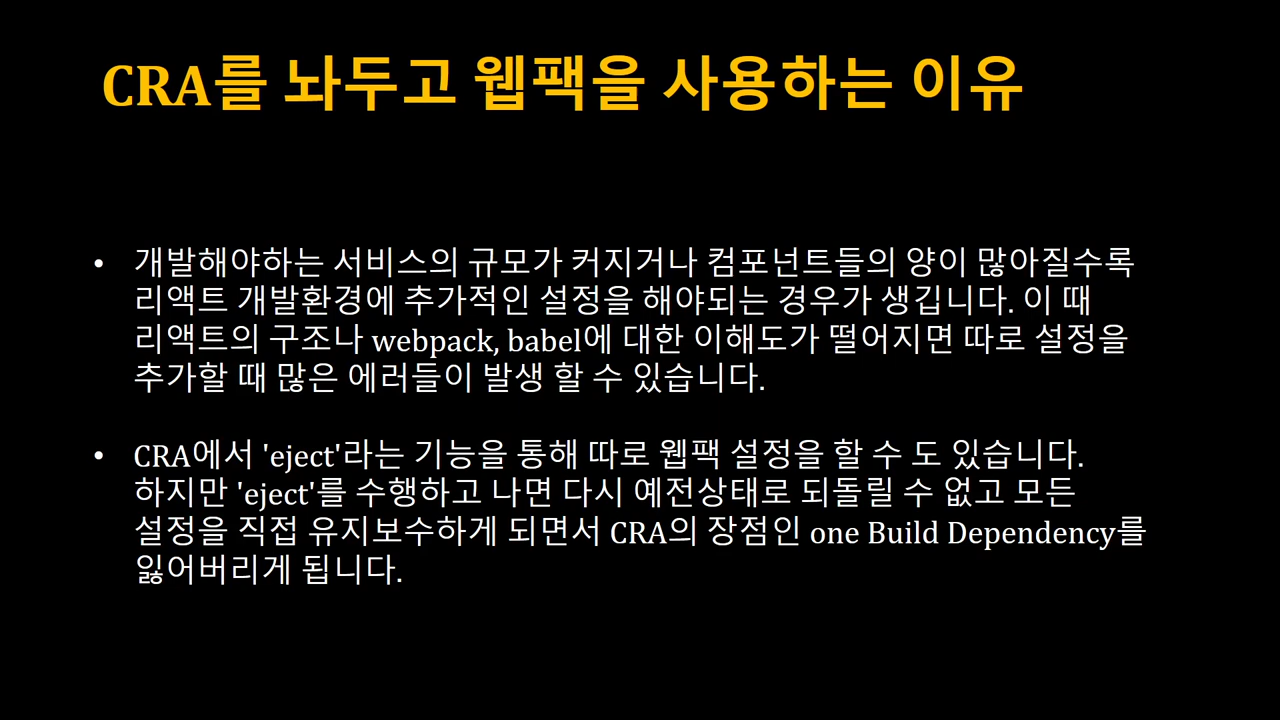 CRA를 놔두고 웹팩을 사용하는 이유
• 개발해야하는 서비스의 규모가 커지거나 컴포넌트들의 양이 많아질수록
리액트 개발환경에 추가적인 설정을 해야되는 경우가 생깁니다. 이 때
리액트의 구조나 webpack, babel에 대한 이해도가 떨어지면 따로 설정을
추가할 때 많은 에러들이 발생 할 수 있습니다.
• CRA에서 'eject'라는 기능을 통해 따로 웹팩 설정을 할 수 도 있습니다.
하지만 'eject'를 수행하고 나면 다시 예전상태로 되돌릴 수 없고 모든
설정을 직접 유지보수하게 되면서 CRA의 장점인 one Build Dependency를
잃어버리게 됩니다.